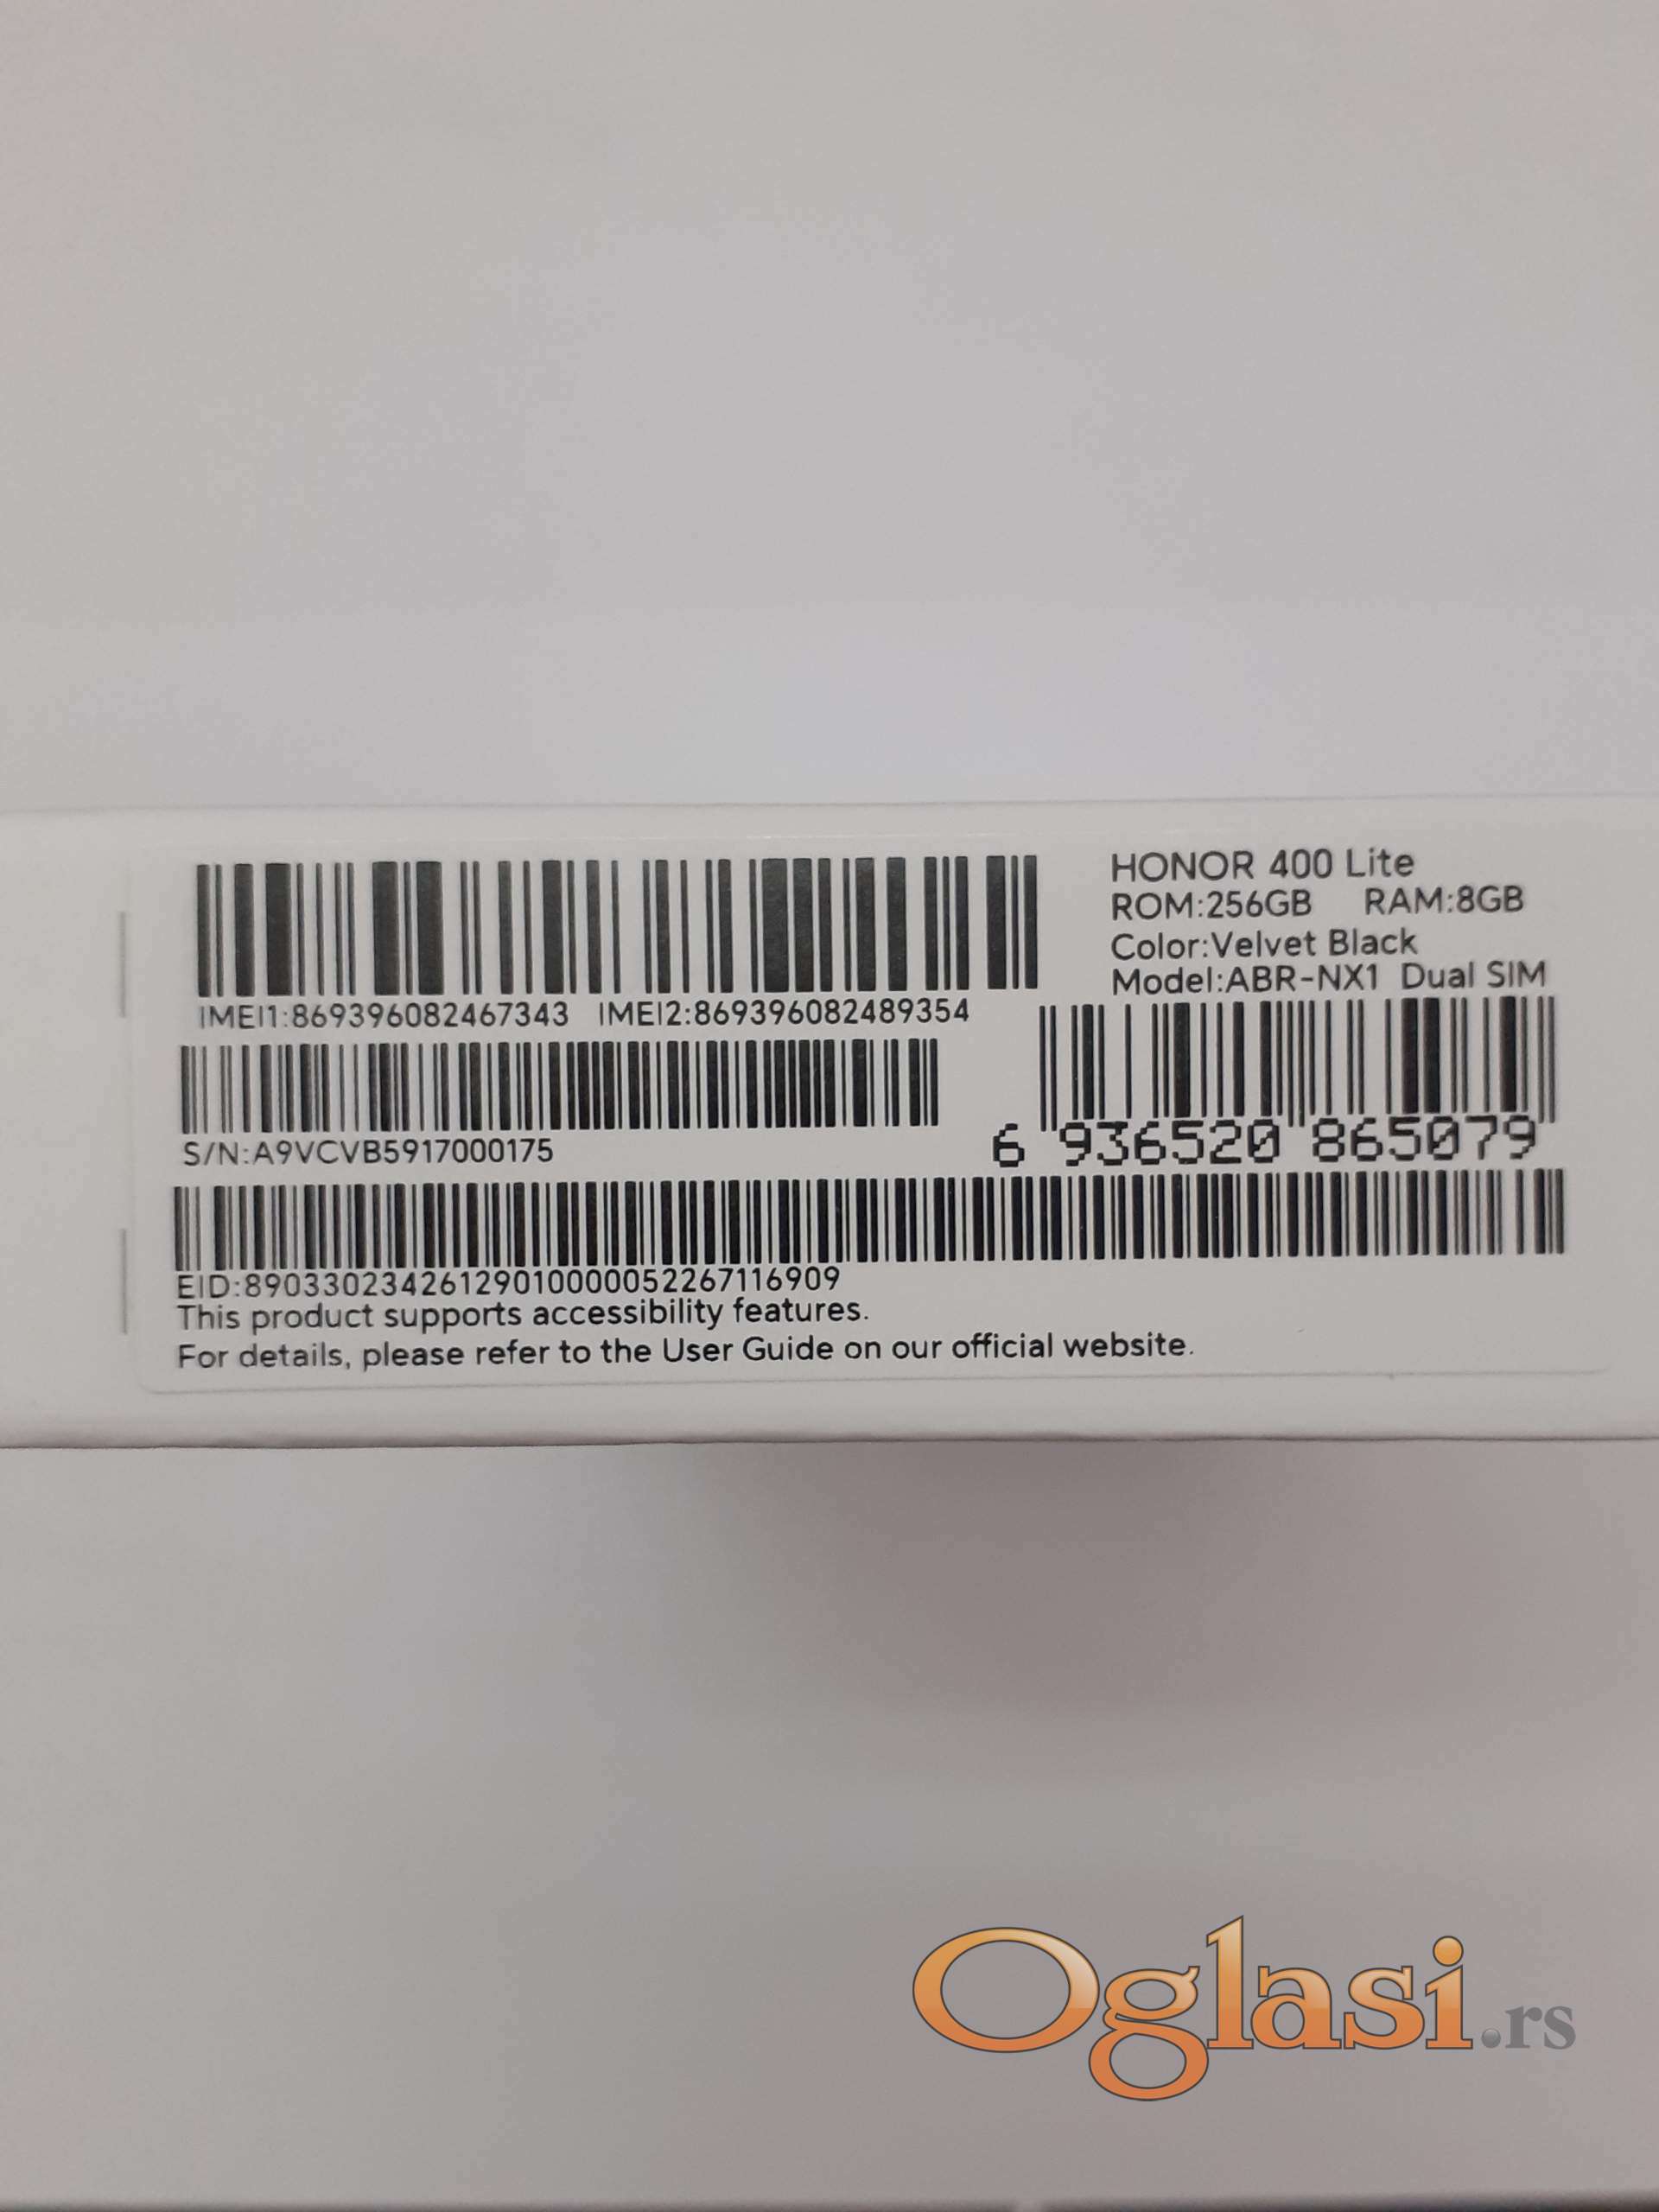 HONOR 400 Lite
ROM:256GB RAM:8GB
Color:Velvet Black
Model:ABR-NX1 Dual SIM
IMEI1:869396082467343 IMEI2:869396082489354
6 936520 865079
S/N:A9VCVB5917000175
EID:89033023426129010000052267116909
This product supports accessibility features.
For details, please refer to the User Guide on our official website.
Oglasi.rs